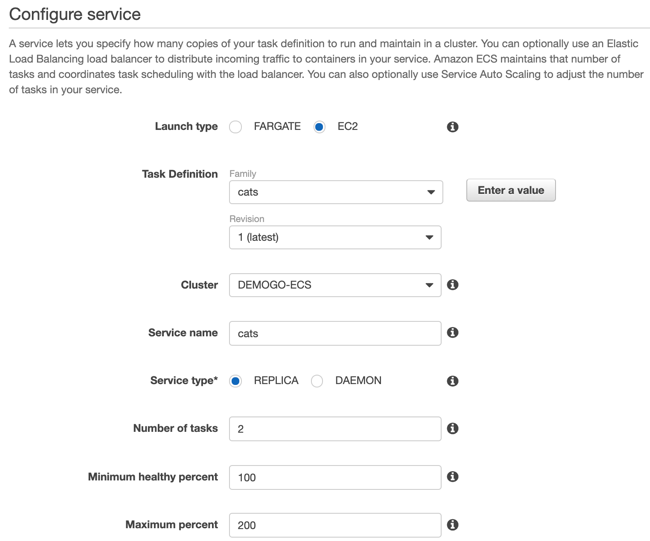 Configure service
A service lets you specify how many copies of your task definition to run and maintain in a cluster. You can optionally use an Elastic
Load Balancing load balancer to distribute incoming traffic to containers in your service. Amazon ECS maintains that number of
tasks and coordinates task scheduling with the load balancer. You can also optionally use Service Auto Scaling to adjust the number
of tasks in your service.
Launch type FARGATE EC2
Task Definition Family
cats Enter a value
Revision
1 (latest)
Cluster DEMOGO-ECS
Service name cats
Service type* REPLICA DAEMON
Number of tasks 2
Minimum healthy percent 100
Maximum percent 200